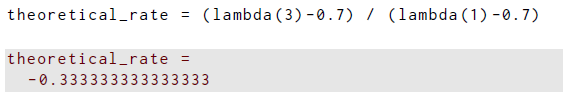 theoretical_rate = (lambda(3)-0.7) / (lambda(1)-0.7)
theoretical_rate =
-0.333333333333333